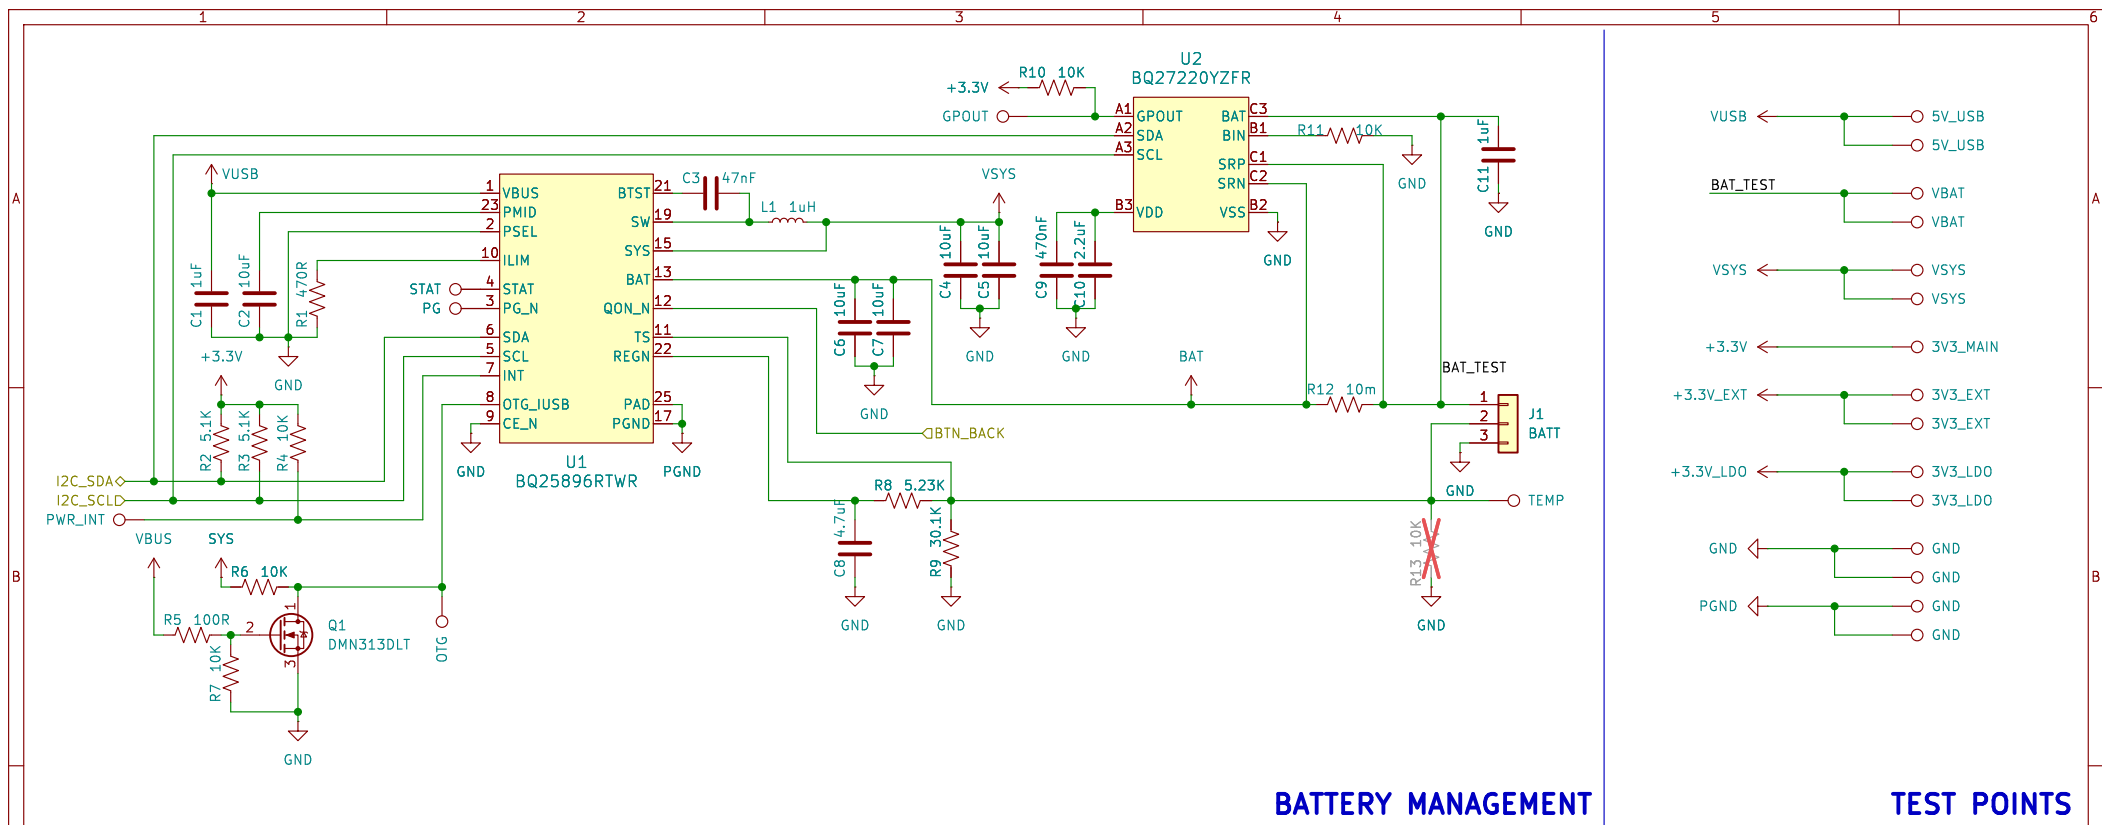 1 2 3 4 5 6
A
B
A
B
U2
BQ27220YZFR
R10 10K
+3.3V
GPOUT
A1 GPOUT
A2 SDA
A3 SCL
B3 VDD
BAT C3
BIN B1
SRP C1
SRN C2
VSS B2
R11 10K
GND
C11 1uF
GND
GND
C9 470nF
C10 2.2uF
GND
VUSB
VSYS
C3 47nF
L1 1uH
C4 10uF
C5 10uF
GND
1 VBUS
23 PMID
2 PSEL
10 ILIM
4 STAT
3 PG_N
6 SDA
5 SCL
7 INT
8 OTG_IUSB
9 CE_N
BTST 21
SW 19
SYS 15
BAT 13
QON_N 12
TS 11
REGN 22
PAD 25
PGND 17
U1
BQ25896RTWR
C1 1uF
C2 10uF
R1 470R
GND
STAT
PG
C6 10uF
C7 10uF
GND
+3.3V
R2 5.1K
R3 5.1K
R4 10K
GND
PGND
BTN_BACK
BAT
R12 10m
BAT_TEST
1
2
3
J1
BATT
GND
I2C_SDA
I2C_SCL
PWR_INT
R8 5.23K
C8 4.7uF
R9 30.1K
GND
GND
TEMP
R13 10K
GND
VBUS
SYS
R6 10K
R5 100R
R7 10K
1
2
3
Q1
DMN313DLT
OTG
GND
VUSB
5V_USB
5V_USB
BAT_TEST
VBAT
VBAT
VSYS
VSYS
VSYS
+3.3V
3V3_MAIN
+3.3V_EXT
3V3_EXT
3V3_EXT
+3.3V_LDO
3V3_LDO
3V3_LDO
GND
GND
GND
PGND
GND
GND
BATTERY MANAGEMENT
TEST POINTS